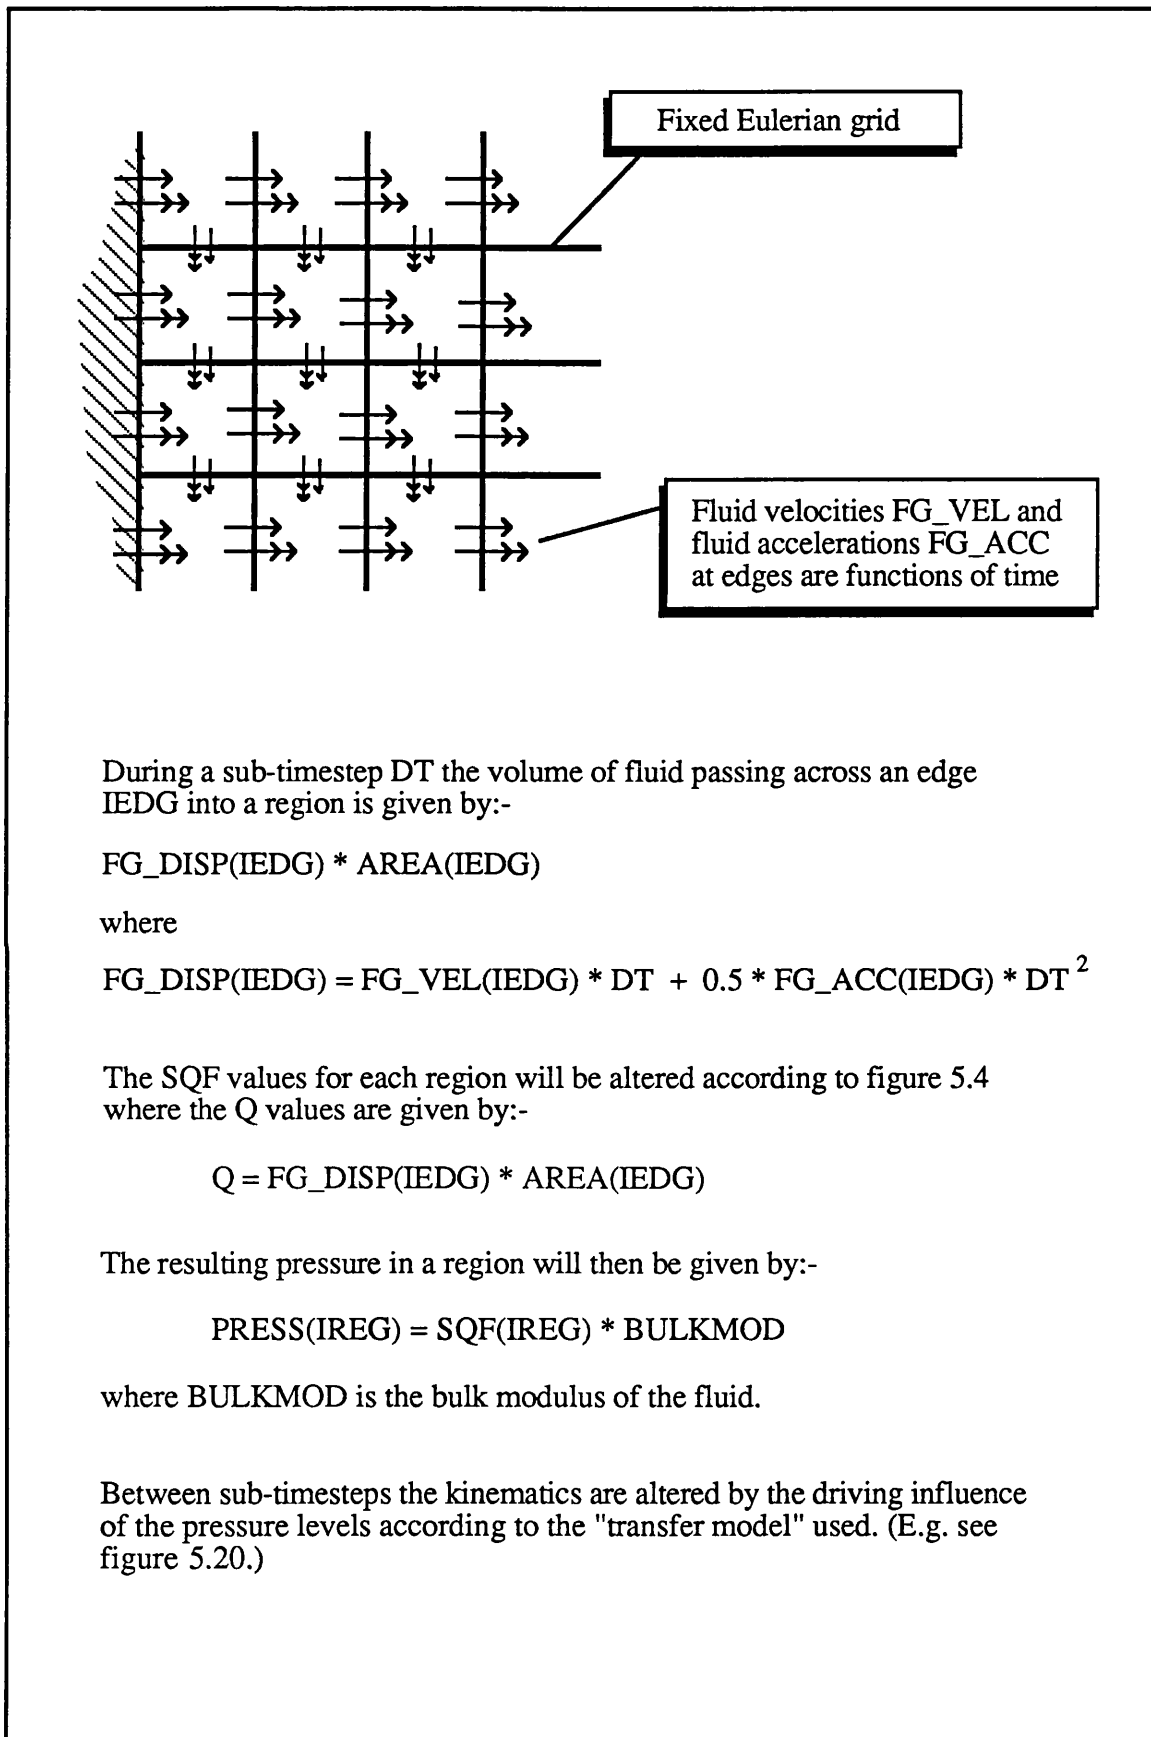 Fixed Eulerian grid
Fluid velocities FG_VEL and
fluid accelerations FG_ACC
at edges are functions of time
During a sub-timestep DT the volume of fluid passing across an edge
IEDG into a region is given by:-
FG_DISP(IEDG) * AREA(IEDG)
where
FG_DISP(IEDG) = FG_VEL(IEDG) * DT + 0.5 * FG_ACC(IEDG) * DT²
The SQF values for each region will be altered according to figure 5.4
where the Q values are given by:-
Q = FG_DISP(IEDG) * AREA(IEDG)
The resulting pressure in a region will then be given by:-
PRESS(IREG) = SQF(IREG) * BULKMOD
where BULKMOD is the bulk modulus of the fluid.
Between sub-timesteps the kinematics are altered by the driving influence
of the pressure levels according to the "transfer model" used. (E.g. see
figure 5.20.)